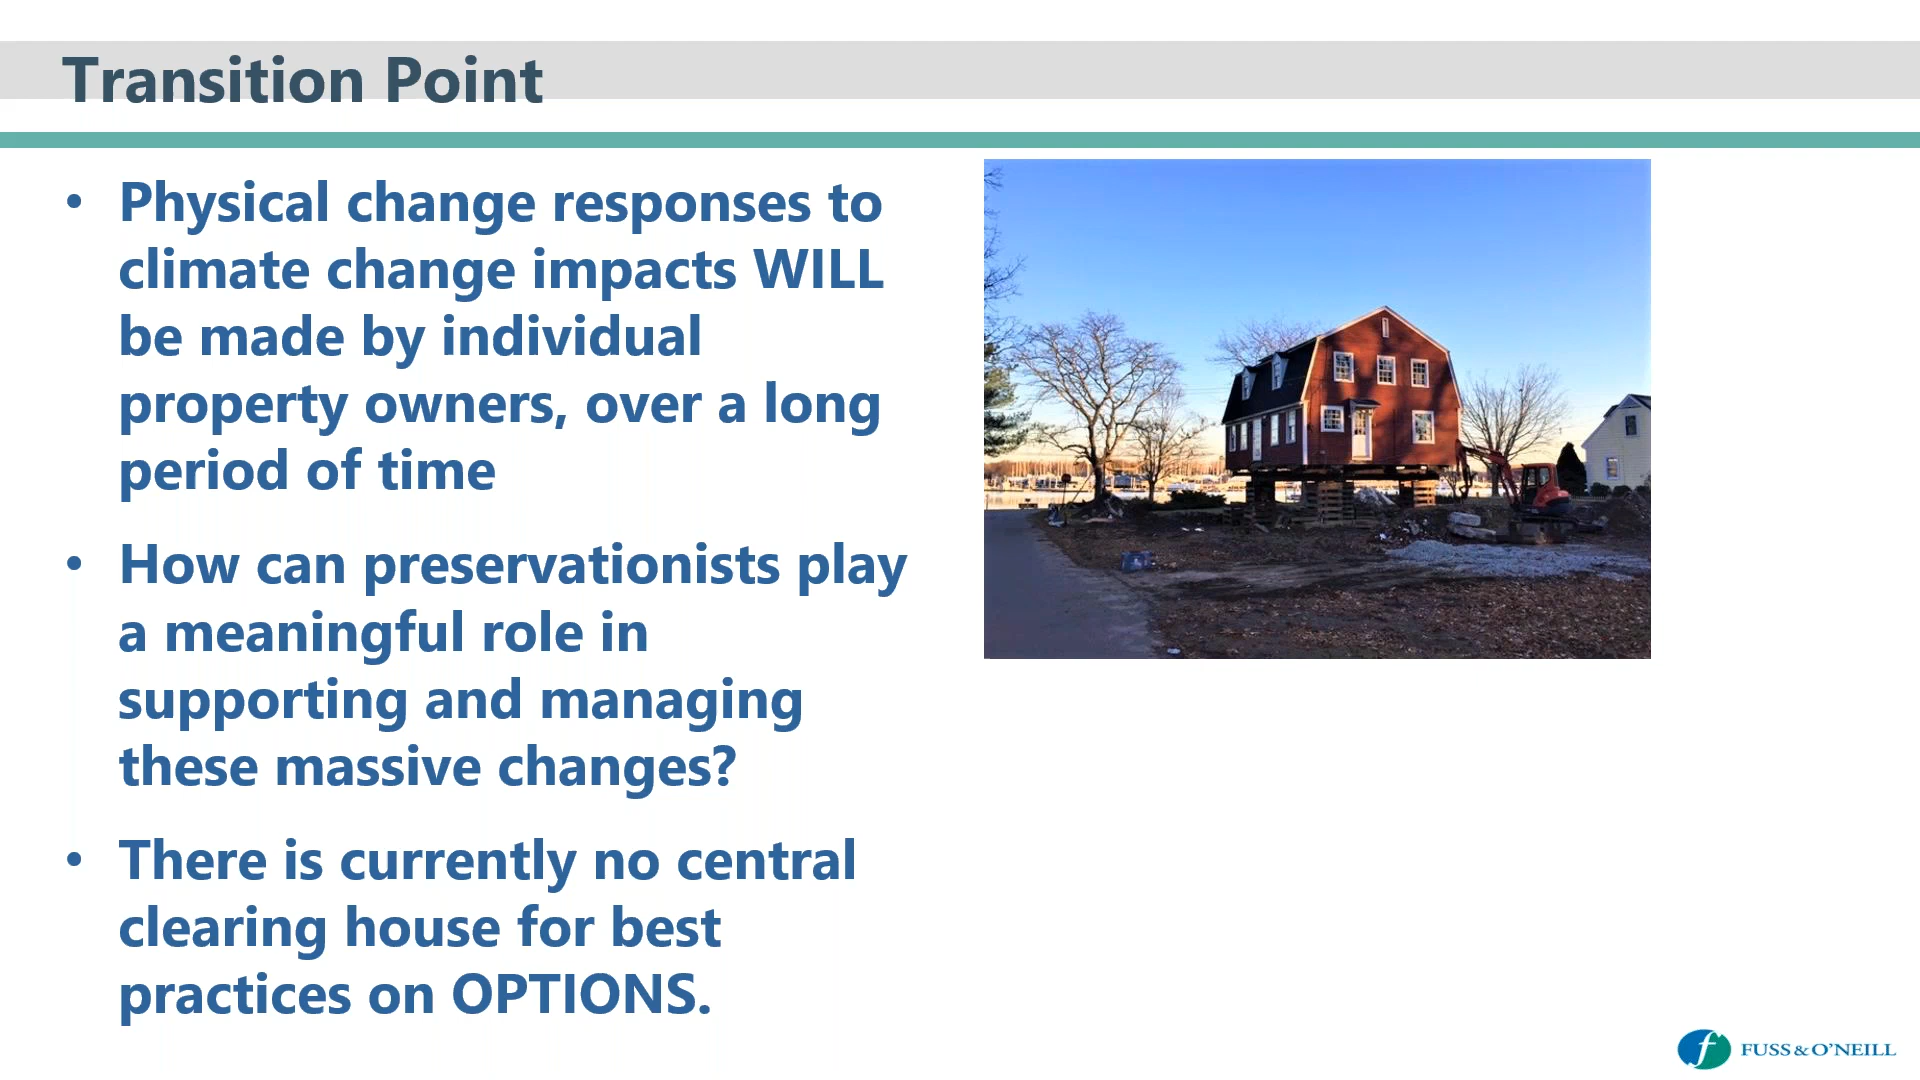 Transition Point
• Physical change responses to
climate change impacts WILL
be made by individual
property owners, over a long
period of time
• How can preservationists play
a meaningful role in
supporting and managing
these massive changes?
• There is currently no central
clearing house for best
practices on OPTIONS.
f FUSS & O'NEILL